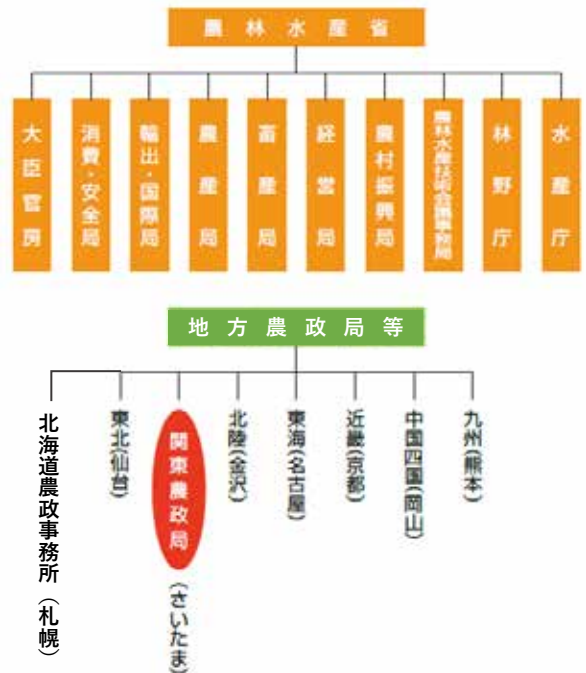 農林水産省
大臣官房
消費・安全局
輸出・国際局
農産局
畜産局
経営局
農村振興局
農林水産技術会議事務局
林野庁
水産庁
地方農政局等
北海道農政事務所（札幌）
東北(仙台)
関東農政局
(さいたま)
北陸(金沢)
東海(名古屋)
近畿(京都)
中国四国(岡山)
九州(熊本)